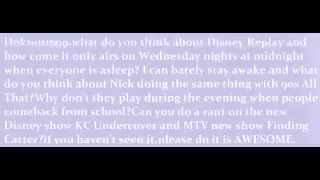 what do you think about Disney Replay and
how come it only airs on Wednesday nights at midnight
when everyone is asleep? I can barely stay awake and what
do you think about Nick doing the same thing with 90s All
That?Why don't they play during the evening when people
comeback from school?Can you do a raut on the new
Disney show KC Undercover and MTV new show Finding
Carter?if you haven't seen it,please do it is AWESOME.